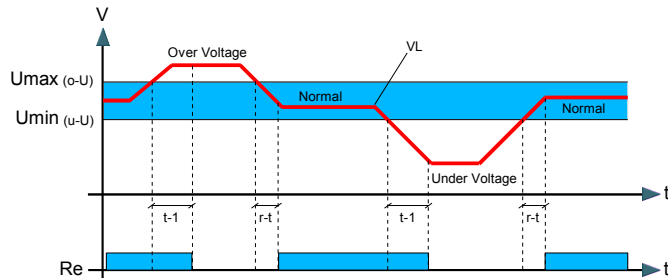 V
Over Voltage
VL
Umax (o-U)
Normal
Normal
Umin (u-U)
Under Voltage
t
t-1
r-t
t-1
r-t
Re
t